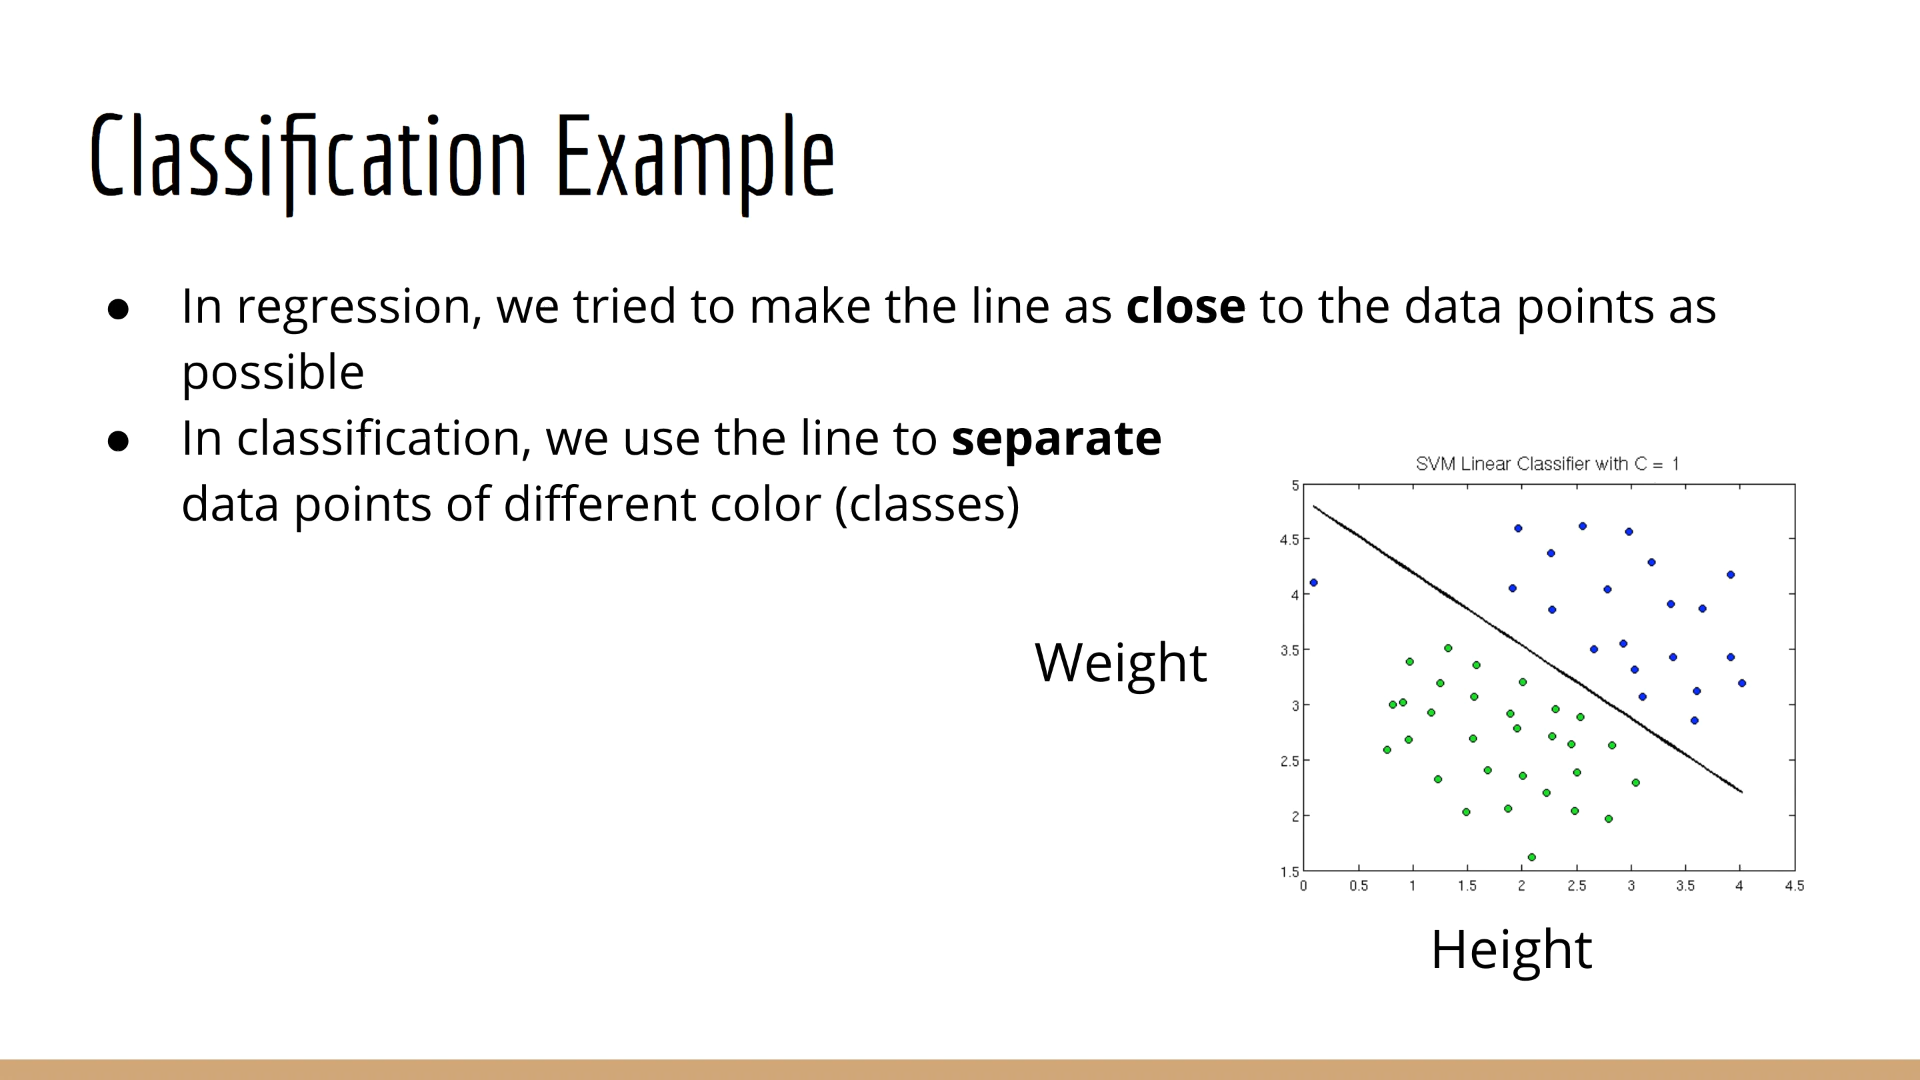 Classification Example
● In regression, we tried to make the line as close to the data points as
possible
● In classification, we use the line to separate
data points of different color (classes)
SVM Linear Classifier with C = 1
5
4.5
4
3.5
3
2.5
2
1.5
Weight
0 0.5 1 1.5 2 2.5 3 3.5 4 4.5
Height